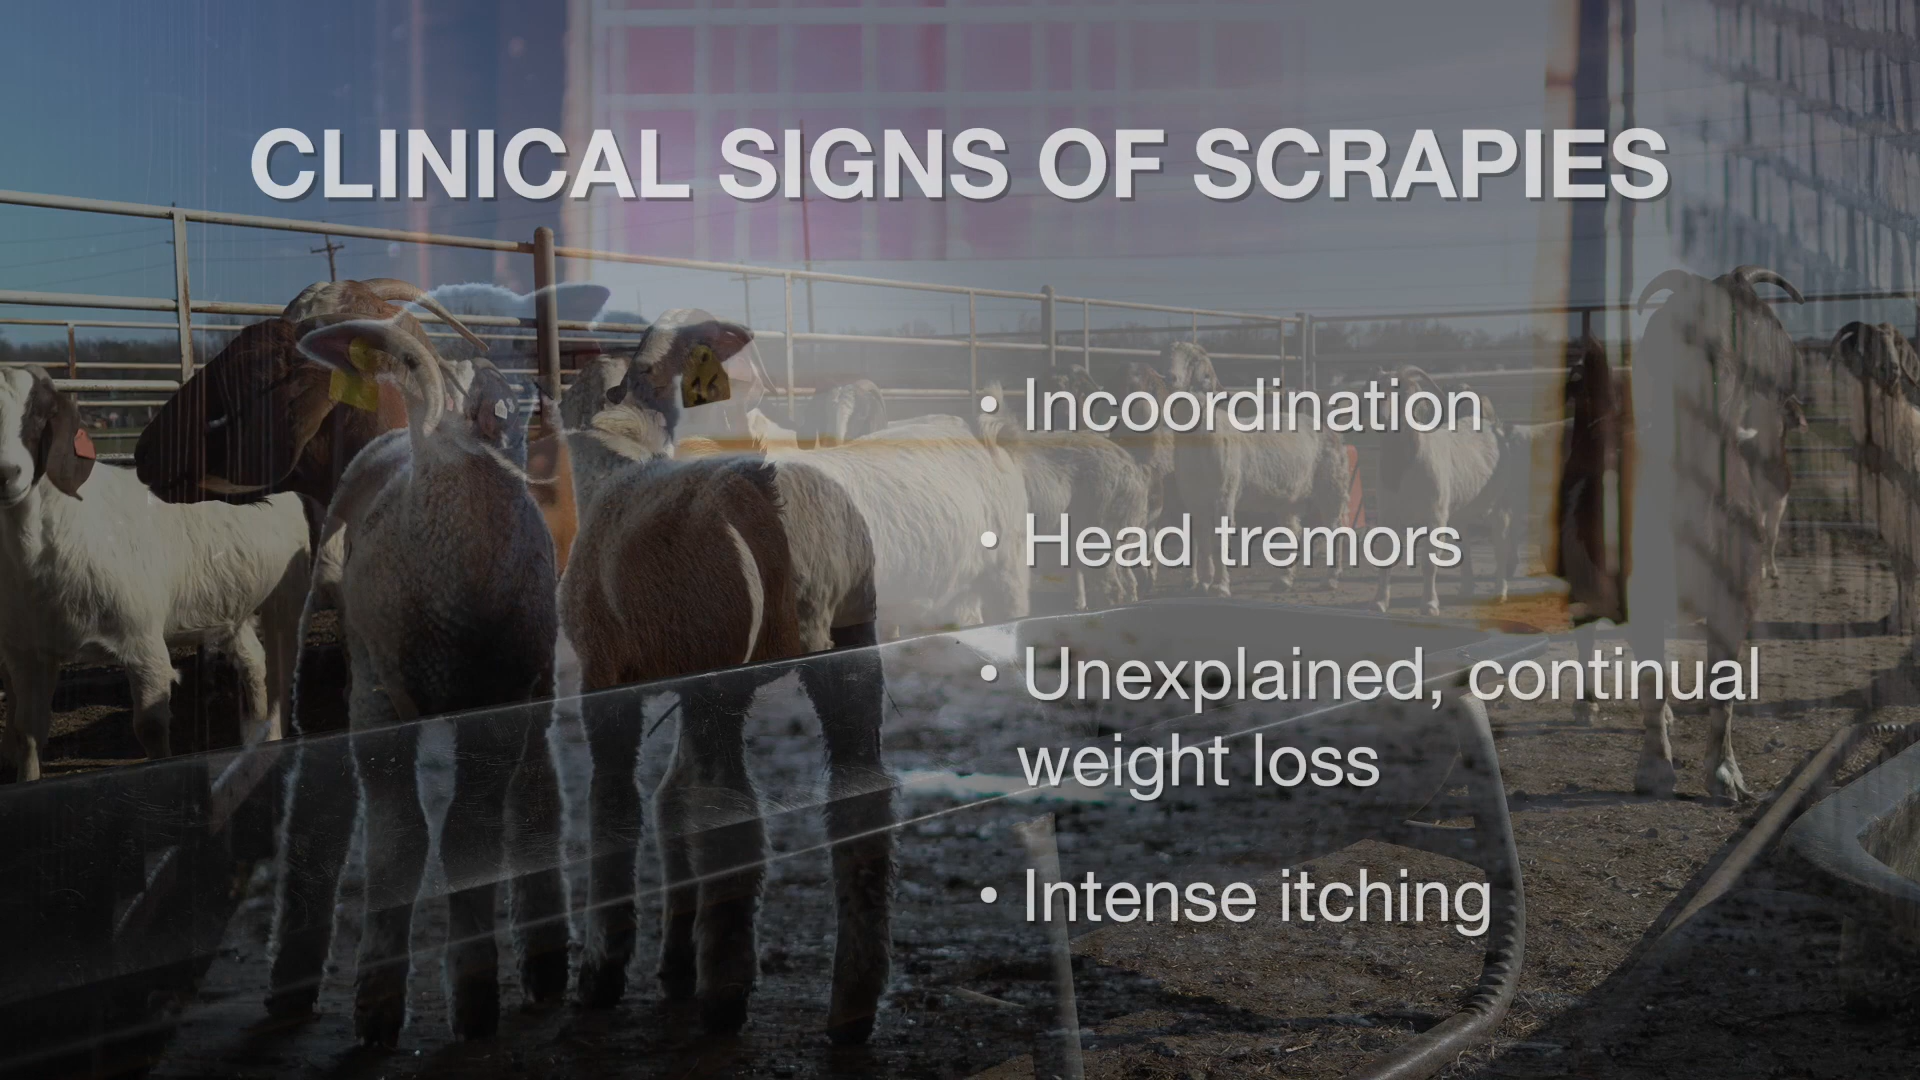 CLINICAL SIGNS OF SCRAPIES
• Incoordination
• Head tremors
• Unexplained, continual
weight loss
• Intense itching